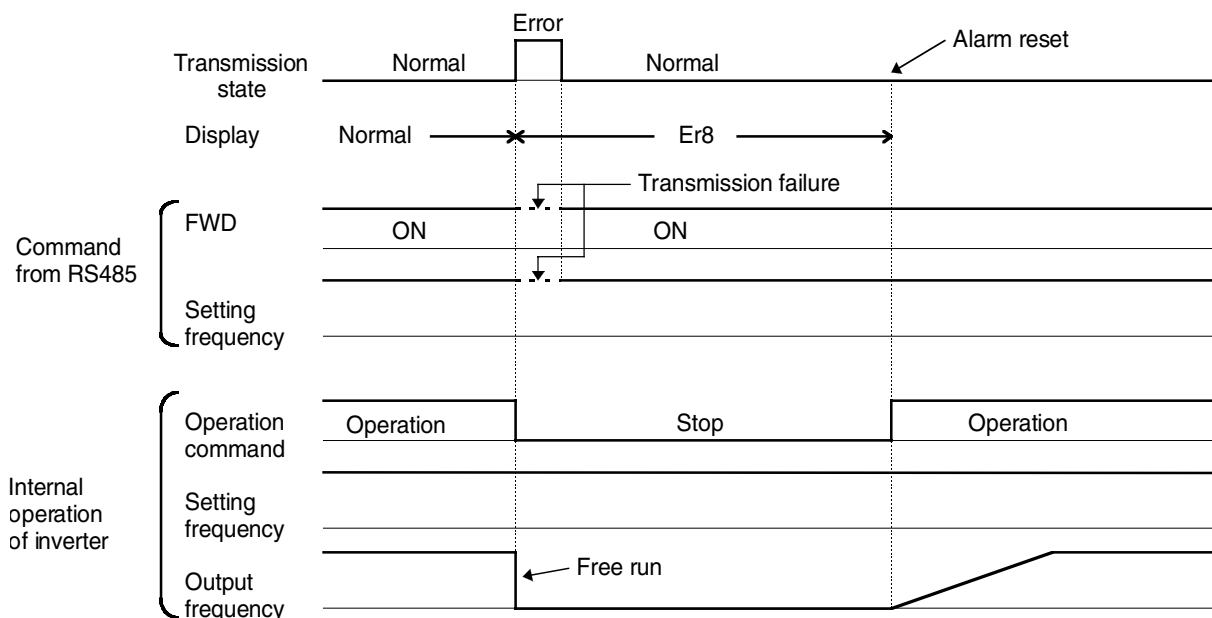 Error
Alarm reset
Transmission
state
Normal
Normal
Display
Normal
Er8
Transmission failure
Command
from RS485
FWD
ON
ON
Setting
frequency
Internal
operation
of inverter
Operation
command
Operation
Stop
Operation
Setting
frequency
Output
frequency
Free run